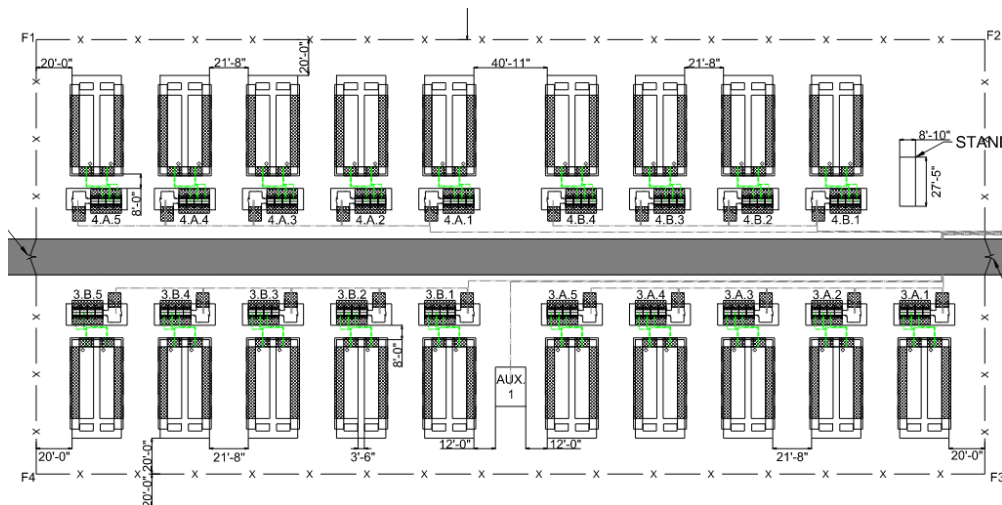 F1
F2
20'-0"
21'-8"
20'-0"
40'-11"
21'-8"
8'-10"
STAND
27'-5"
8'-0"
4.A.5
4.A.4
4.A.3
4.A.2
4.A.1
4.B.4
4.B.3
4.B.2
4.B.1
3.B.5
3.B.4
3.B.3
3.B.2
3.B.1
3.A.5
3.A.4
3.A.3
3.A.2
3.A.1
8'-0"
AUX.
1
20'-0"
20'-0"
21'-8"
3'-6"
12'-0"
12'-0"
21'-8"
20'-0"
F4
20'-0"
F3